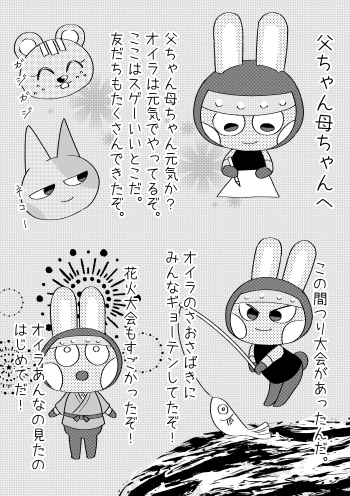 父ちゃん母ちゃんへ
父ちゃん母ちゃん元気か?
オイラは元気でやってるぞ。
ここはスゲーいいとこだ。
友だちもたくさんできたぞ。
ガジガジ
ネコー
この間つり大会があったんだ。
オイラのさおさばきに
みんなギョーテンしてたぞ!
花火大会もすごかったぞ!
オイラあんなの見たの
はじめてだ!